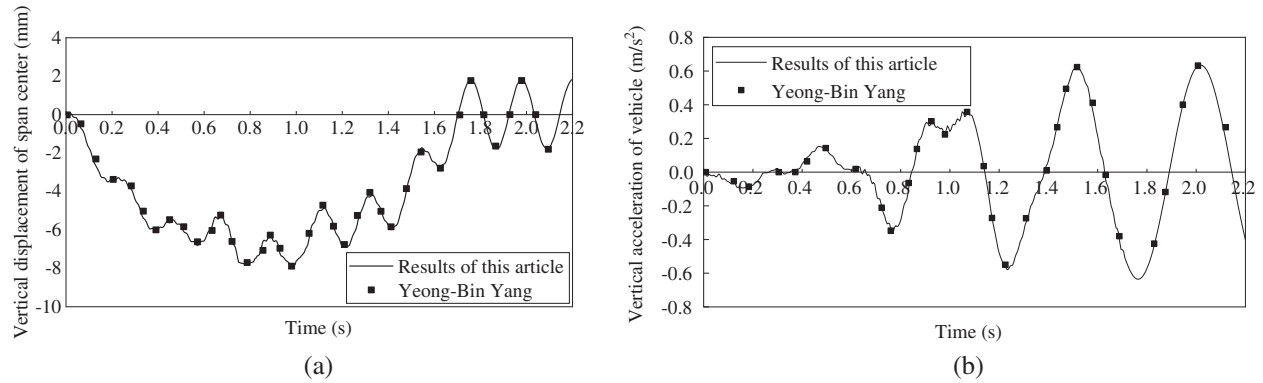 Vertical displacement of span center (mm)
4
2
0
-2
-4
-6
-8
-10
0.0 0.2 0.4 0.6 0.8 1.0 1.2 1.4 1.6 1.8 2.0 2.2
Results of this article
Yeong-Bin Yang
Time (s)
(a)
Vertical acceleration of vehicle (m/s²)
0.8
0.6
0.4
0.2
0.0
-0.2
-0.4
-0.6
-0.8
0.0 0.2 0.4 0.6 0.8 1.0 1.2 1.4 1.6 1.8 2.0 2.2
Results of this article
Yeong-Bin Yang
Time (s)
(b)